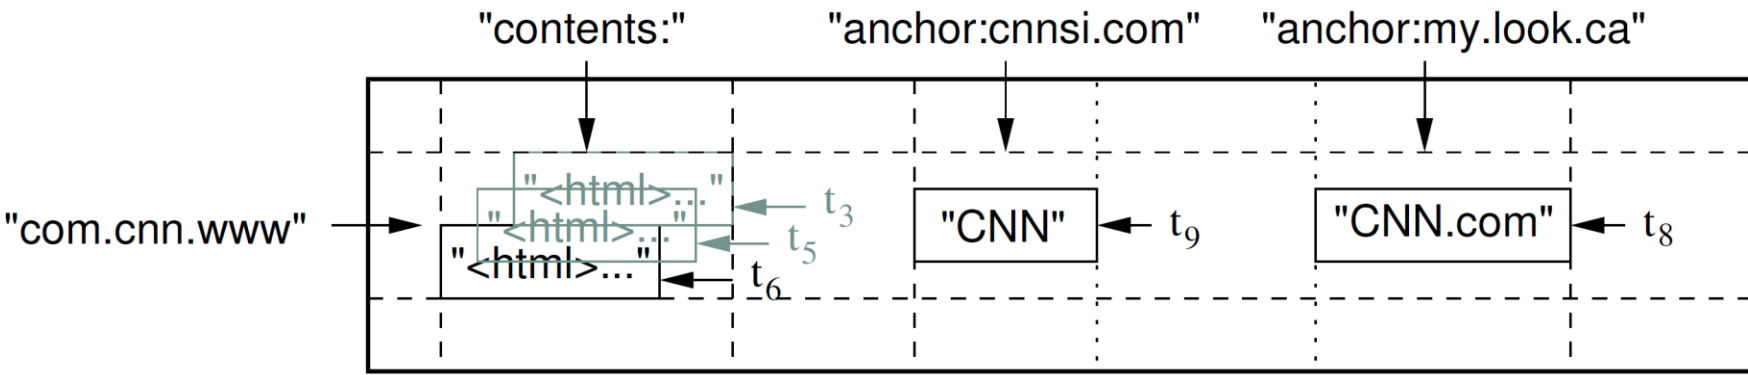 "contents:" "anchor:cnnsi.com" "anchor:my.look.ca"
"<html>..." t3
"com.cnn.www" "<html>..." t5 "CNN" t9 "CNN.com" t8
"<html>..." t6